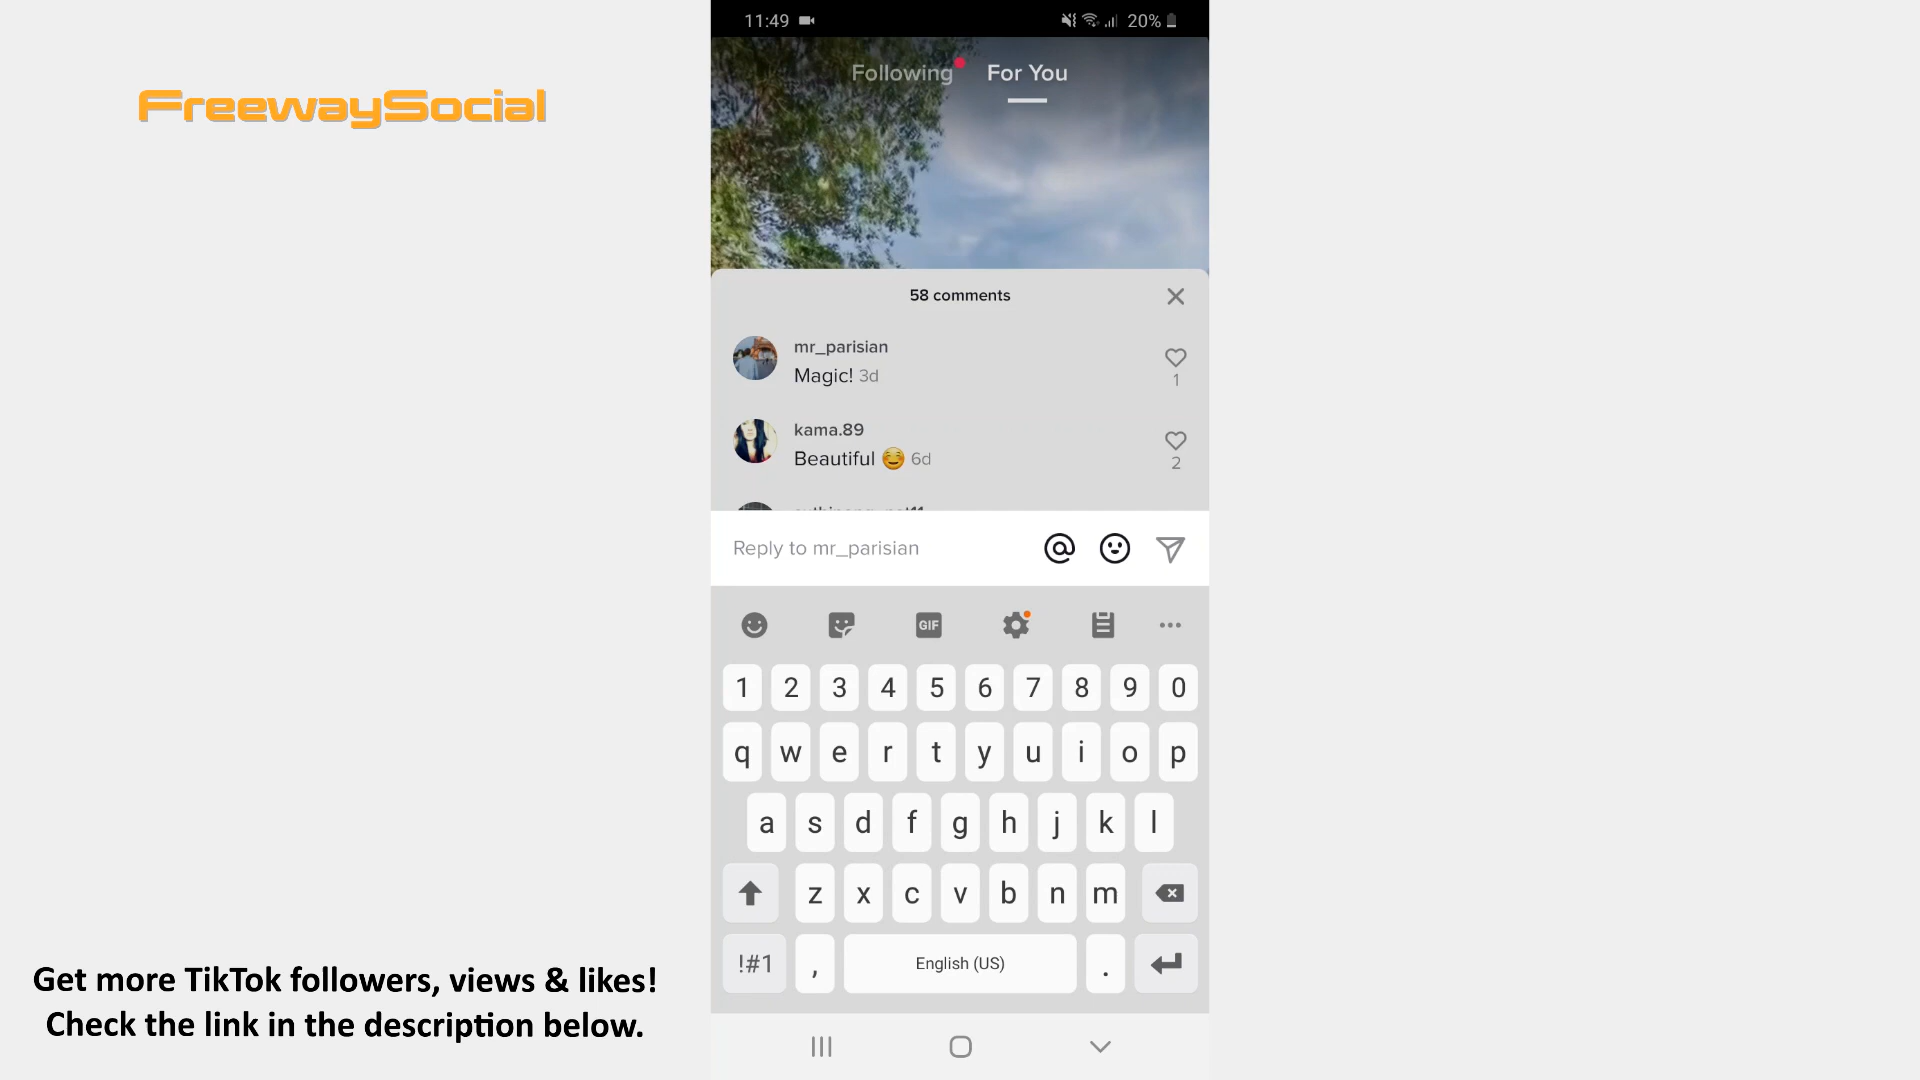 11:49
20%
FreewaySocial
Following
For You
58 comments
mr_parisian
Magic! 3d
1
kama.89
Beautiful 😊 6d
2
Reply to mr_parisian
GIF
1 2 3 4 5 6 7 8 9 0
q w e r t y u i o p
a s d f g h j k l
z x c v b n m
!#1 , English (US) .
Get more TikTok followers, views & likes!
Check the link in the description below.